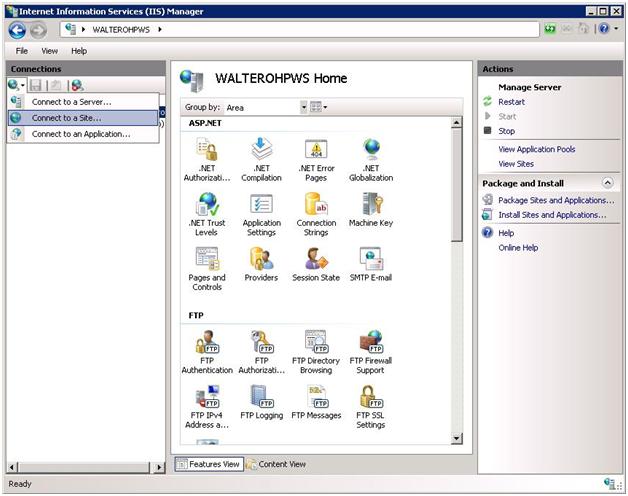 Internet Information Services (IIS) Manager
WALTEROHPWS
File View Help
Connections
Connect to a Server...
Connect to a Site...
Connect to an Application...
WALTEROHPWS Home
Group by: Area
ASP.NET
.NET Authorizati...
.NET Compilation
.NET Error Pages
.NET Globalization
.NET Trust Levels
Application Settings
Connection Strings
Machine Key
Pages and Controls
Providers
Session State
SMTP E-mail
FTP
FTP Authentication
FTP Authorizati...
FTP Directory Browsing
FTP Firewall Support
FTP IPv4 Address a...
FTP Logging
FTP Messages
FTP SSL Settings
Features View
Content View
Actions
Manage Server
Restart
Start
Stop
View Application Pools
View Sites
Package and Install
Package Sites and Applications...
Install Sites and Applications...
Help
Online Help
Ready